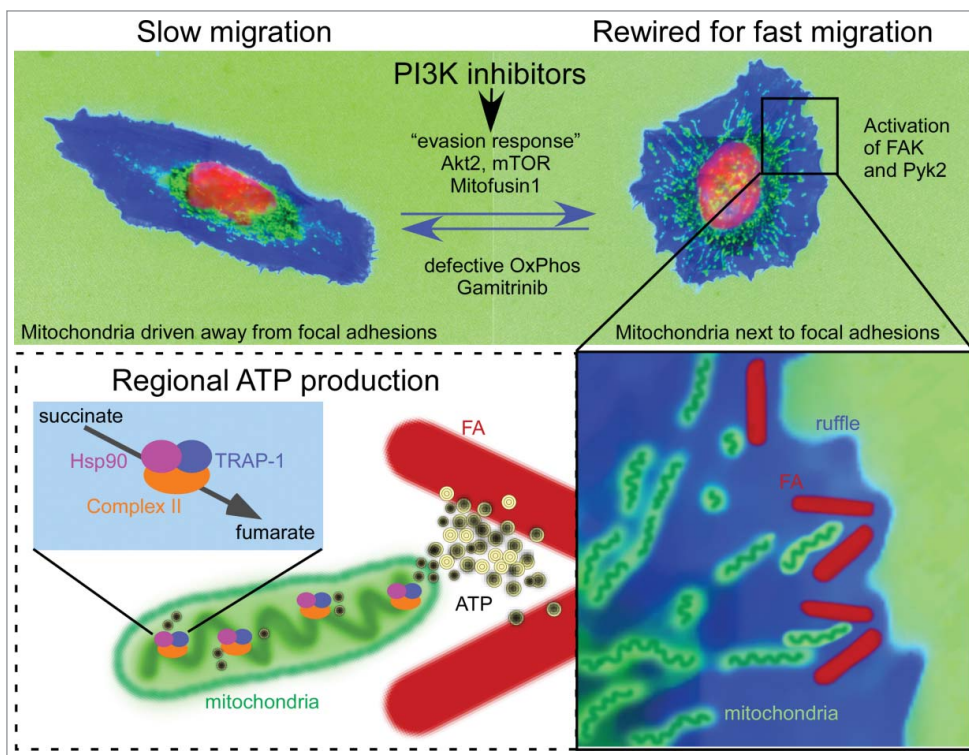 Slow migration
Rewired for fast migration
PI3K inhibitors
“evasion response”
Akt2, mTOR
Mitofusin1
defective OxPhos
Gamitrinib
Activation
of FAK
and Pyk2
Mitochondria driven away from focal adhesions
Mitochondria next to focal adhesions
Regional ATP production
succinate
Hsp90
TRAP-1
Complex II
fumarate
FA
ATP
mitochondria
ruffle
FA
mitochondria